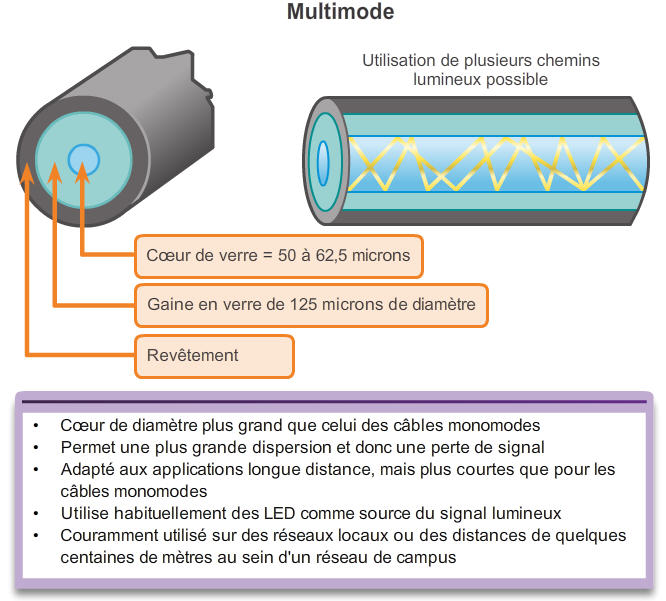 Multimode
Utilisation de plusieurs chemins
lumineux possible
Cœur de verre = 50 à 62,5 microns
Gaine en verre de 125 microns de diamètre
Revêtement
• Cœur de diamètre plus grand que celui des câbles monomodes
• Permet une plus grande dispersion et donc une perte de signal
• Adapté aux applications longue distance, mais plus courtes que pour les
câbles monomodes
• Utilise habituellement des LED comme source du signal lumineux
• Couramment utilisé sur des réseaux locaux ou des distances de quelques
centaines de mètres au sein d'un réseau de campus